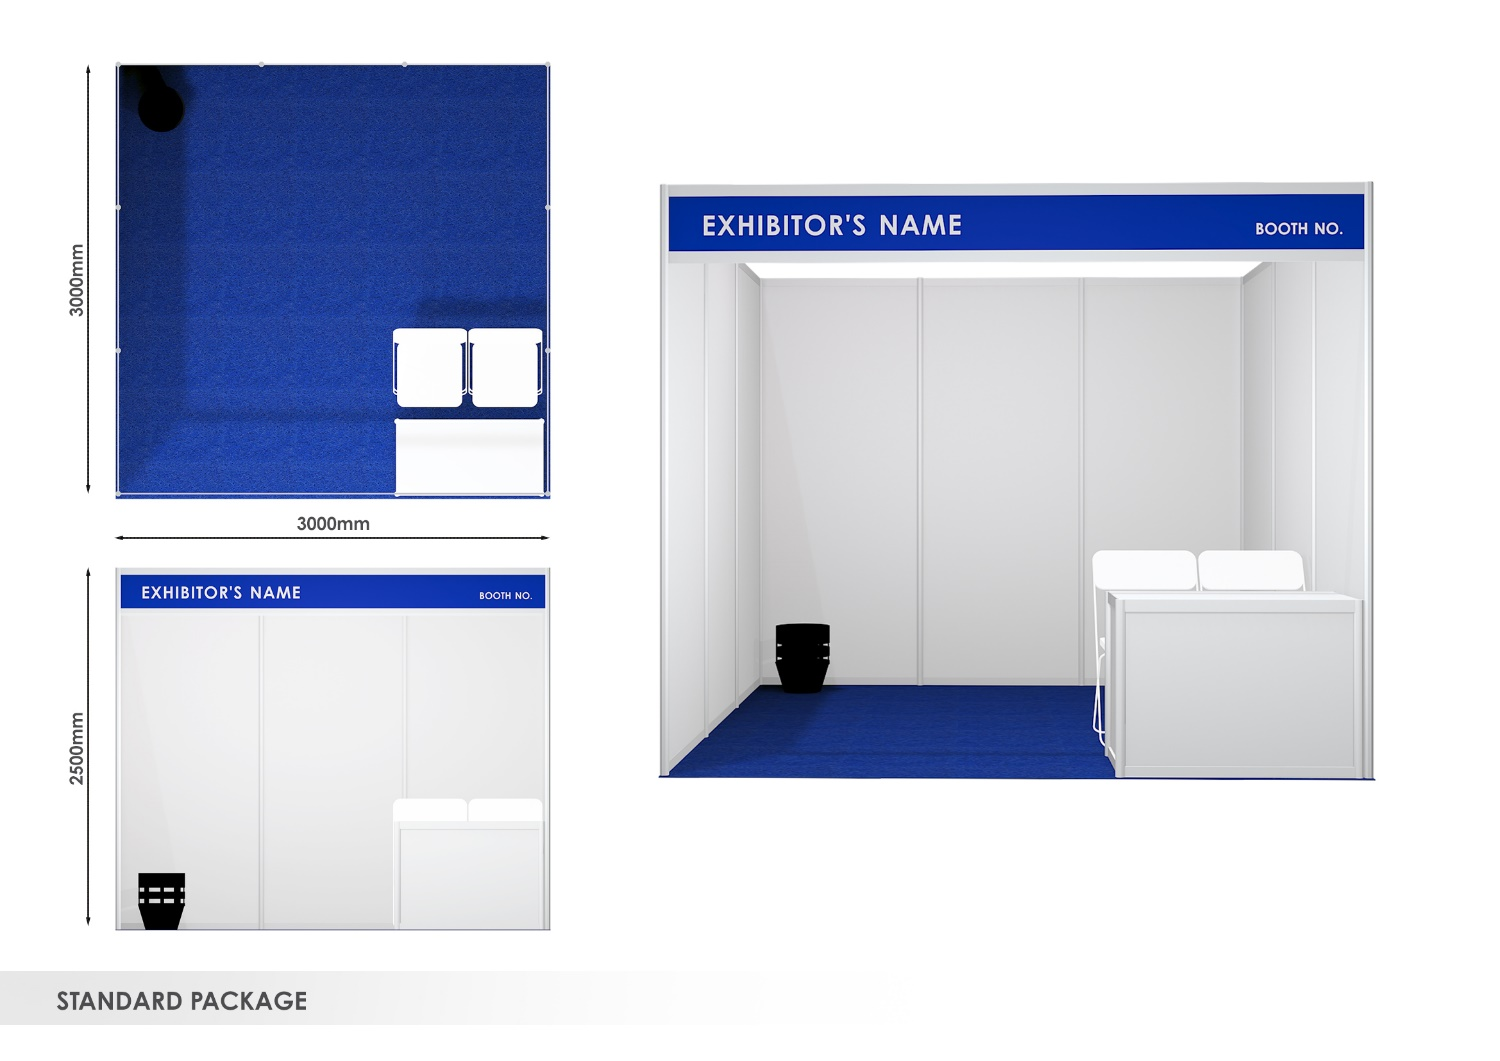 3000mm
3000mm
EXHIBITOR'S NAME
BOOTH NO.
2500mm
EXHIBITOR'S NAME
BOOTH NO.
STANDARD PACKAGE